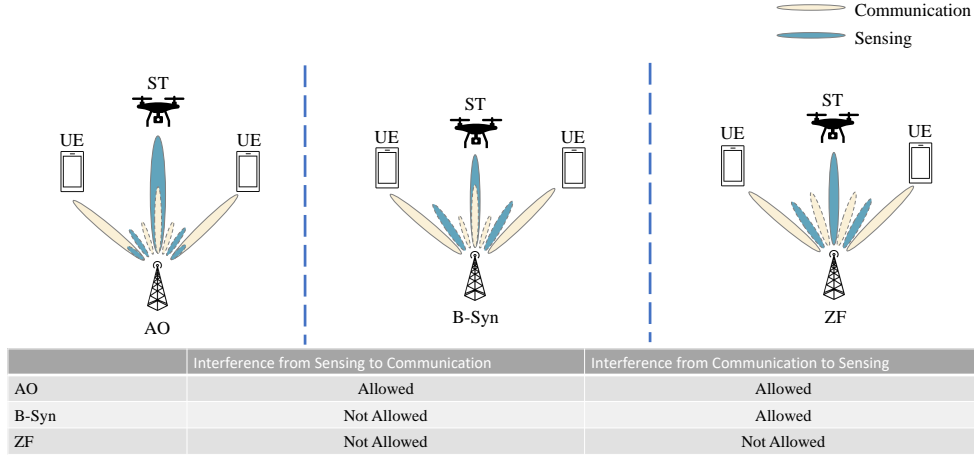 Communication
Sensing
ST
UE
UE
AO
ST
UE
UE
B-Syn
ST
UE
UE
ZF
Interference from Sensing to Communication Interference from Communication to Sensing
AO Allowed Allowed
B-Syn Not Allowed Allowed
ZF Not Allowed Not Allowed